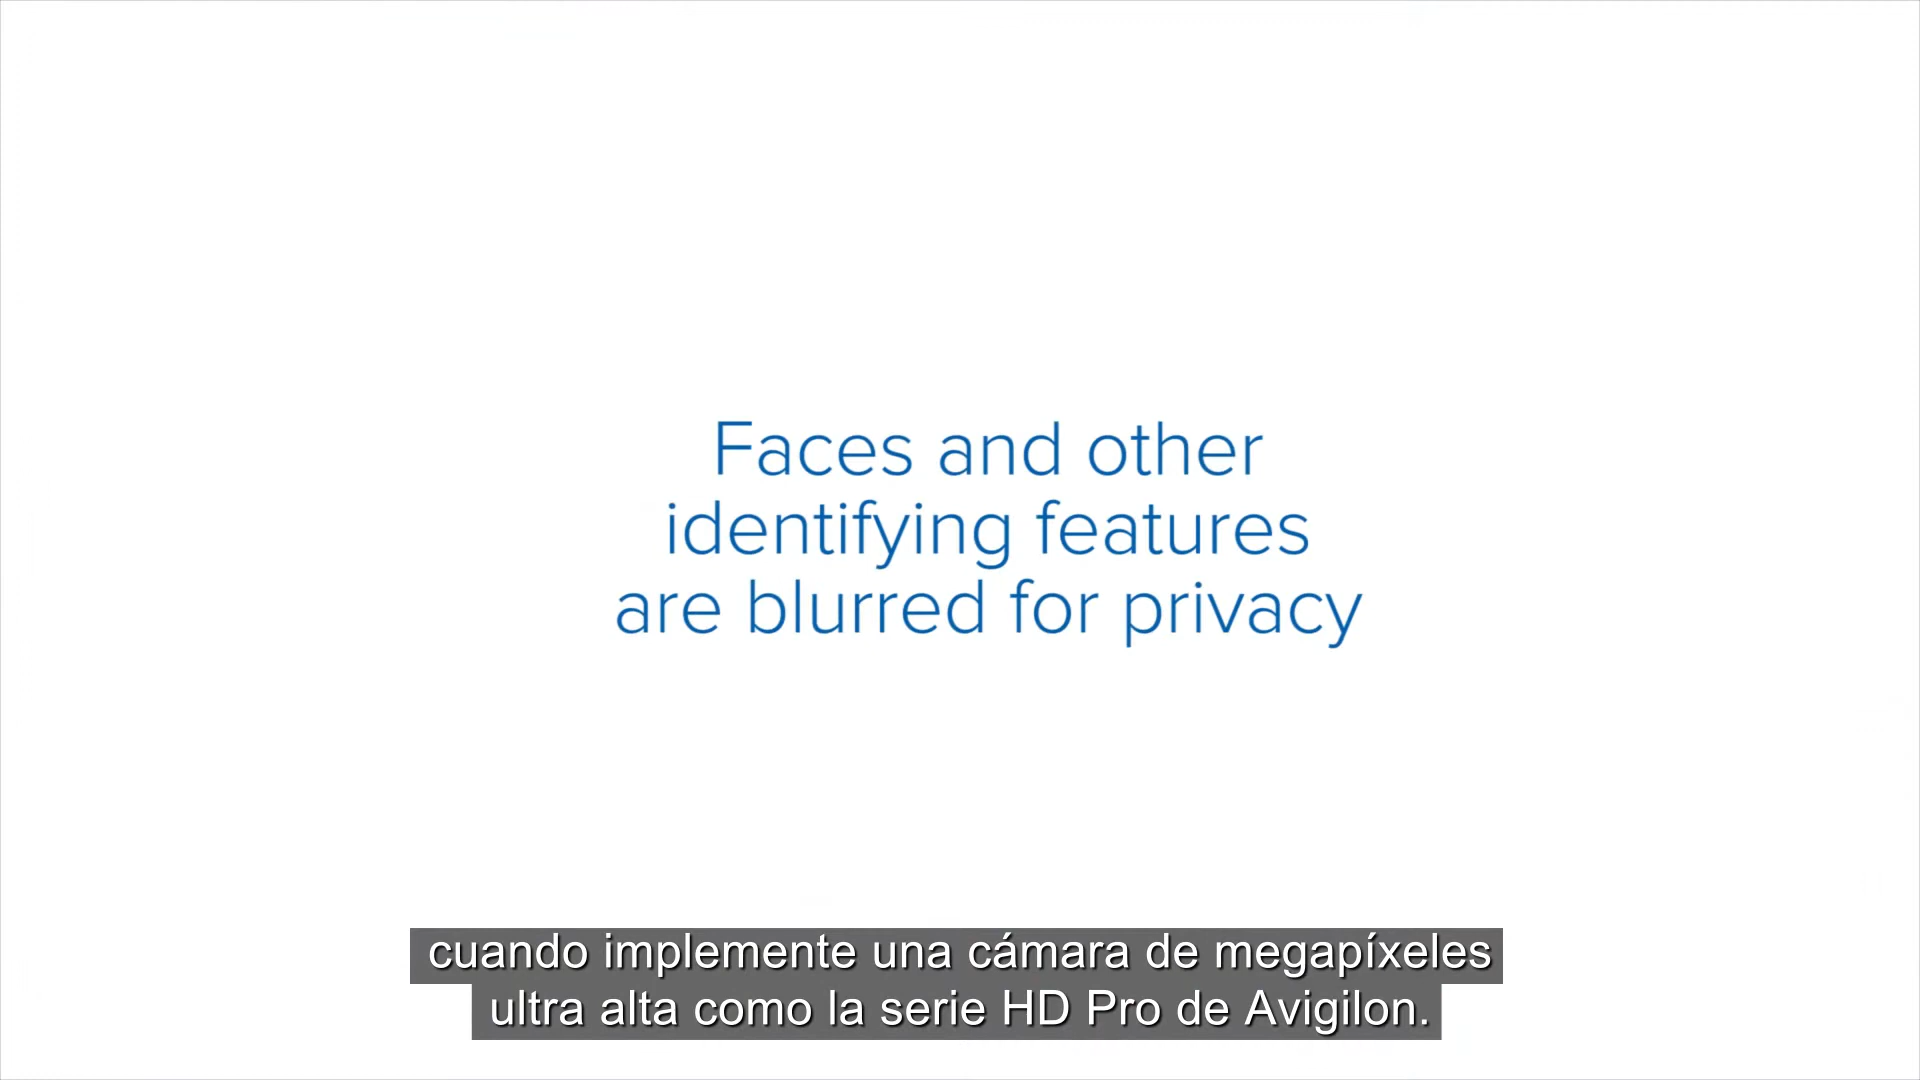 Faces and other
identifying features
are blurred for privacy
cuando implemente una cámara de megapíxeles
ultra alta como la serie HD Pro de Avigilon.